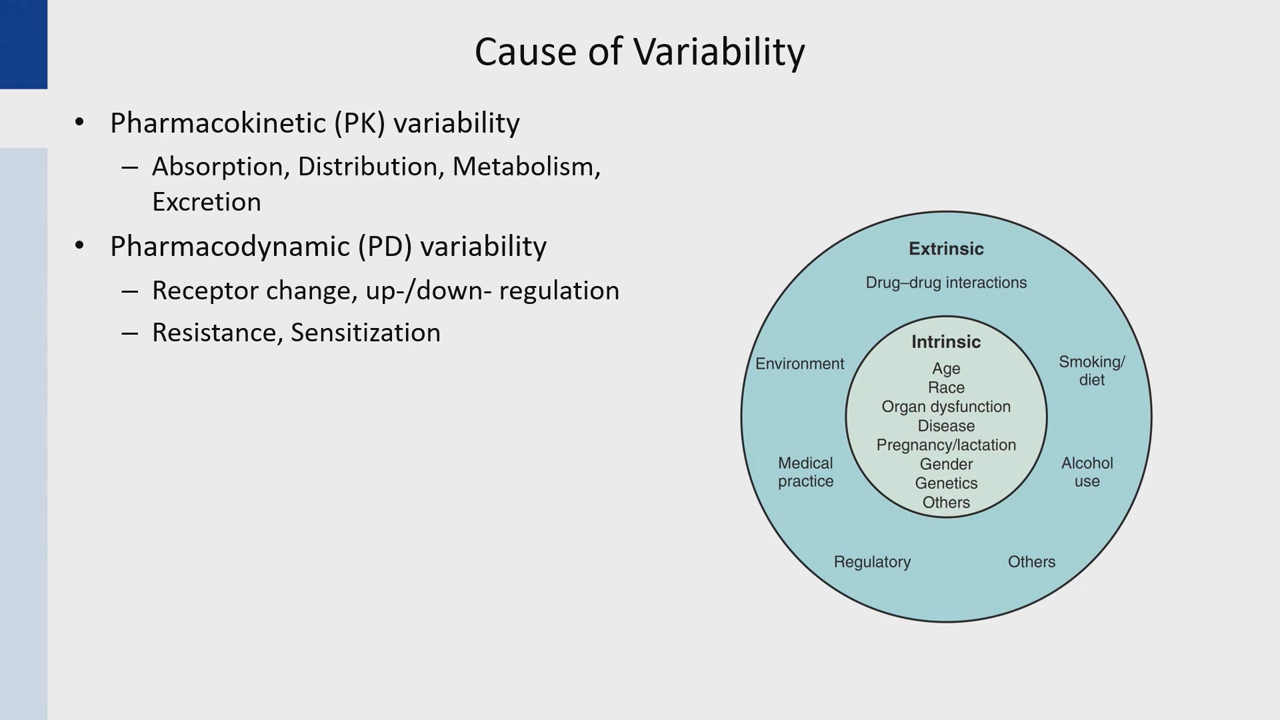 Cause of Variability
• Pharmacokinetic (PK) variability
– Absorption, Distribution, Metabolism,
Excretion
• Pharmacodynamic (PD) variability
– Receptor change, up-/down- regulation
– Resistance, Sensitization
Extrinsic
Drug–drug interactions
Environment
Smoking/
diet
Medical
practice
Alcohol
use
Regulatory
Others
Intrinsic
Age
Race
Organ dysfunction
Disease
Pregnancy/lactation
Gender
Genetics
Others